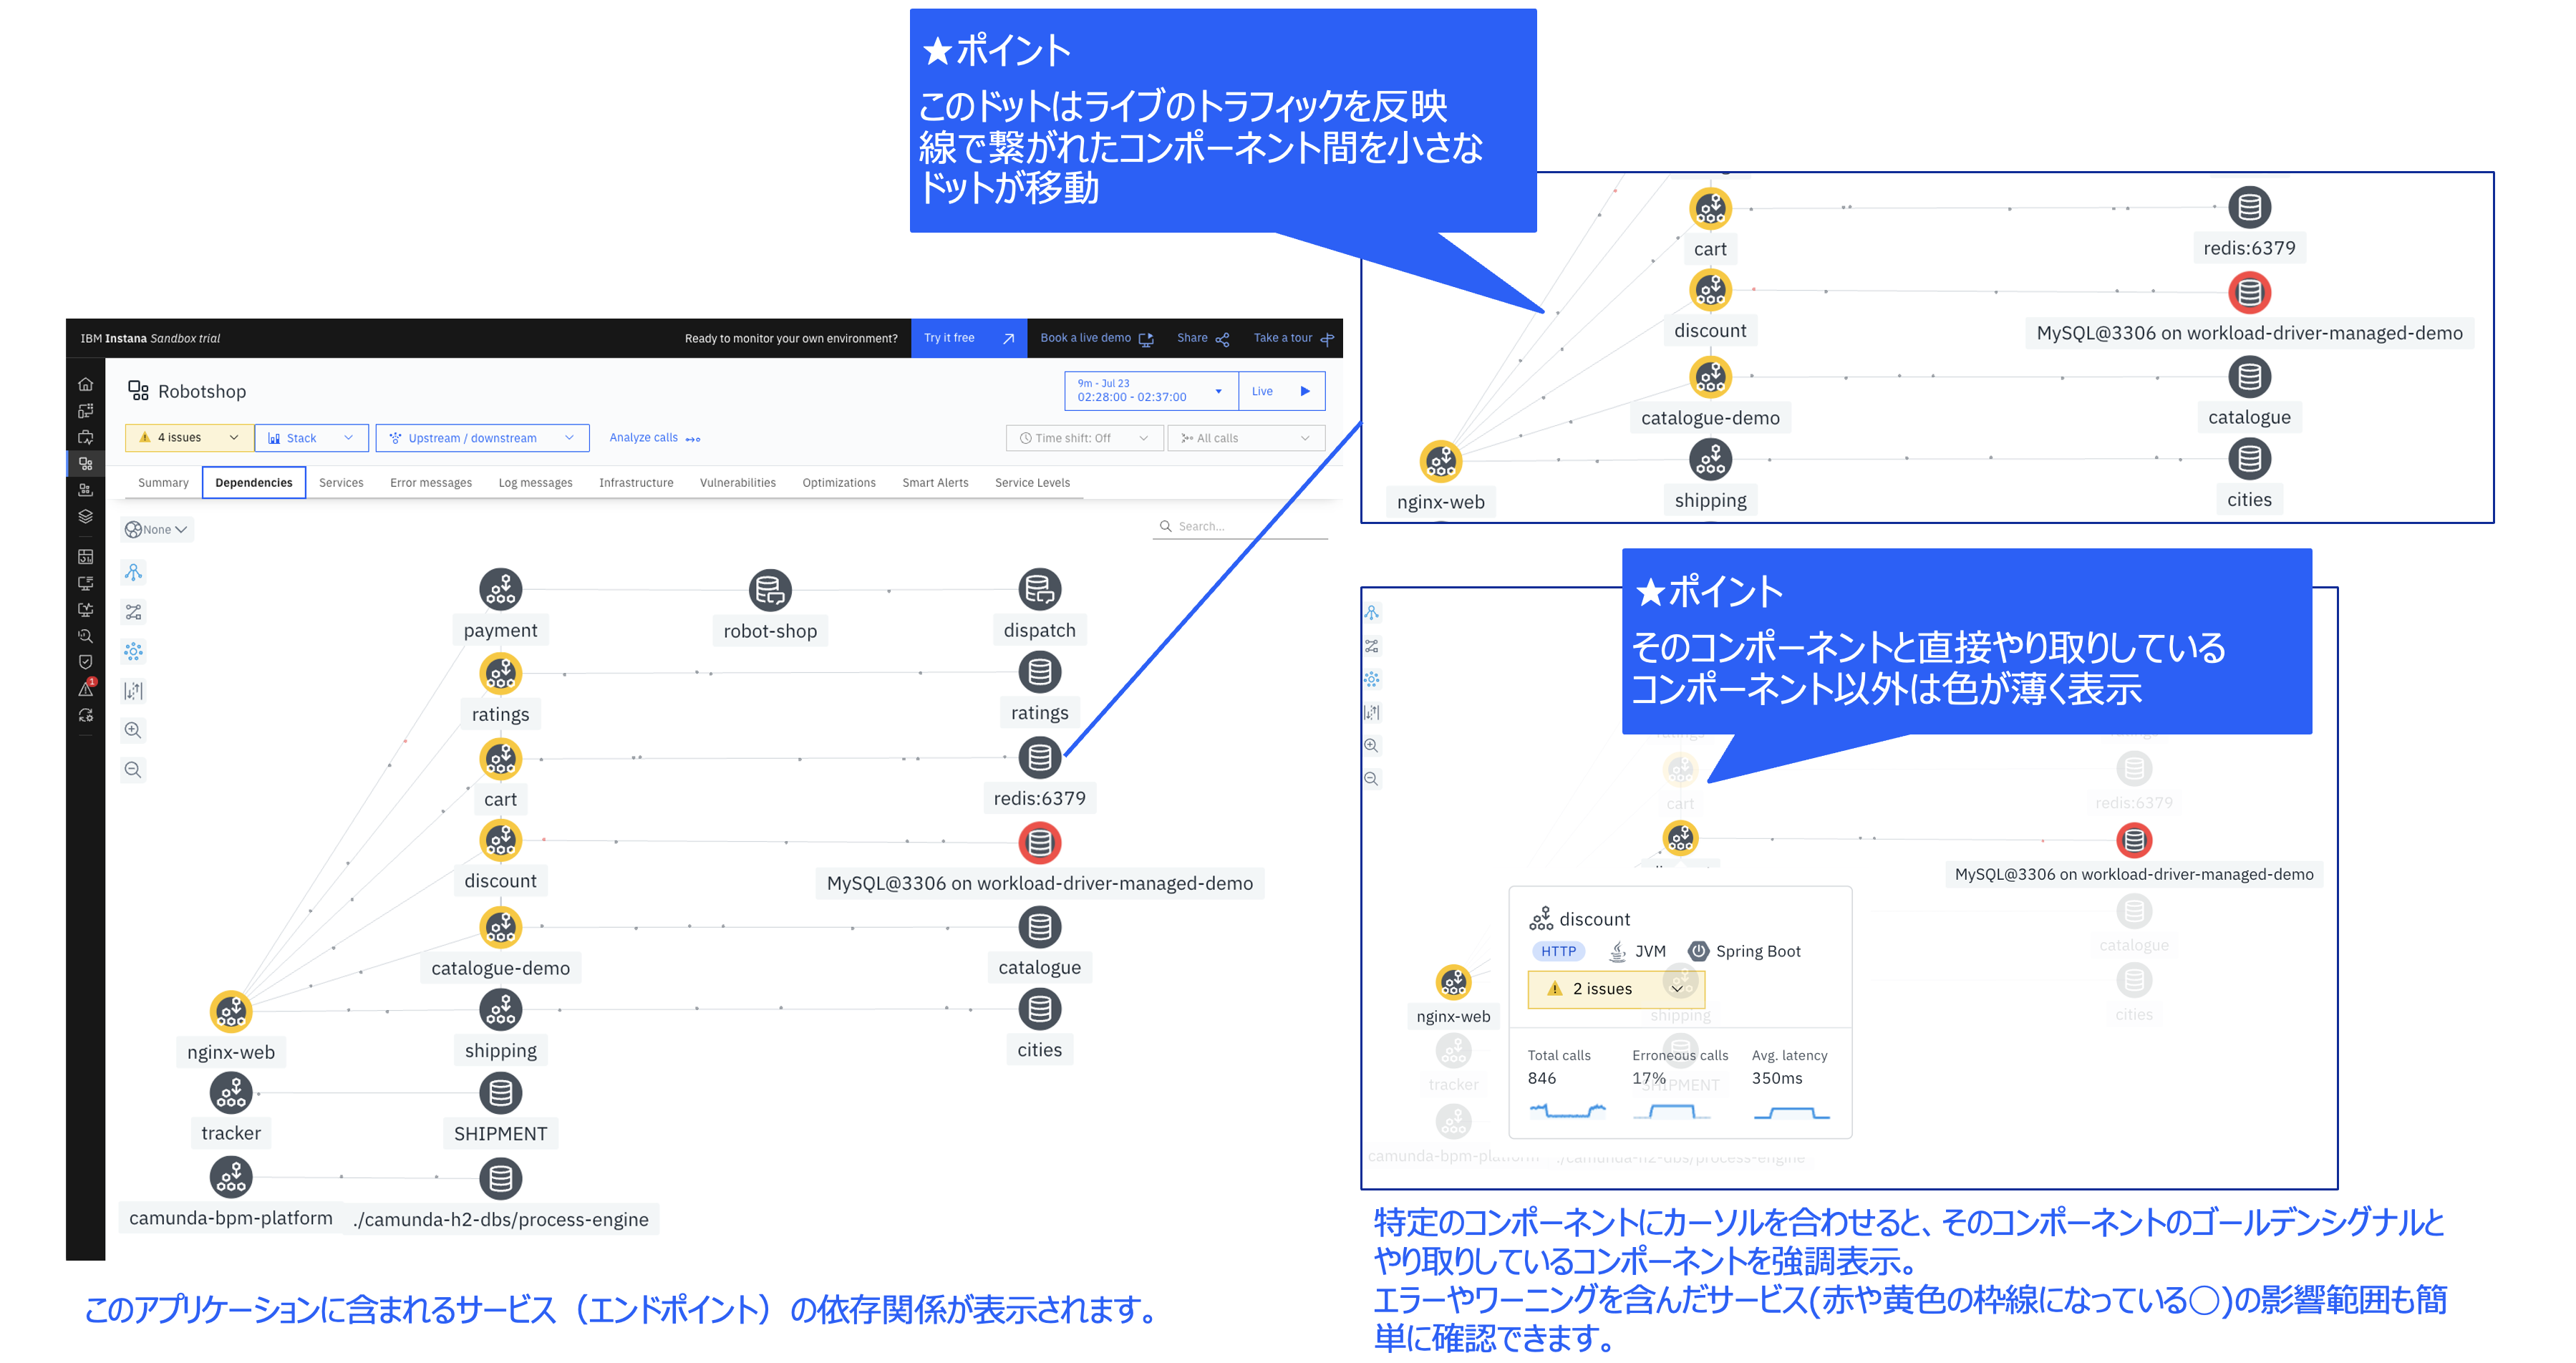 ★ポイント
このドットはライブのトラフィックを反映
線で繋がれたコンポーネント間を小さな
ドットが移動
IBM Instana Sandbox trial
Ready to monitor your own environment?
Try it free
Book a live demo
Share
Take a tour
Robotshop
9m - Jul 23
02:28:00 - 02:37:00
Live
4 issues
Stack
Upstream / downstream
Analyze calls
Time shift: Off
All calls
Summary
Dependencies
Services
Error messages
Log messages
Infrastructure
Vulnerabilities
Optimizations
Smart Alerts
Service Levels
None
Search...
1
payment
robot-shop
dispatch
ratings
ratings
cart
redis:6379
discount
MySQL@3306 on workload-driver-managed-demo
catalogue-demo
catalogue
nginx-web
shipping
cities
tracker
SHIPMENT
camunda-bpm-platform
./camunda-h2-dbs/process-engine
このアプリケーションに含まれるサービス（エンドポイント）の依存関係が表示されます。
cart
redis:6379
discount
MySQL@3306 on workload-driver-managed-demo
catalogue-demo
catalogue
nginx-web
shipping
cities
★ポイント
そのコンポーネントと直接やり取りしている
コンポーネント以外は色が薄く表示
cart
redis:6379
MySQL@3306 on workload-driver-managed-demo
discount
HTTP
JVM
Spring Boot
catalogue
2 issues
nginx-web
shipping
cities
Total calls
Erroneous calls
Avg. latency
846
17%
350ms
tracker
SHIPMENT
camunda-bpm-platform
./camunda-h2-dbs/process-engine
特定のコンポーネントにカーソルを合わせると、そのコンポーネントのゴールデンシグナルと
やり取りしているコンポーネントを強調表示。
エラーやワーニングを含んだサービス(赤や黄色の枠線になっている○)の影響範囲も簡
単に確認できます。